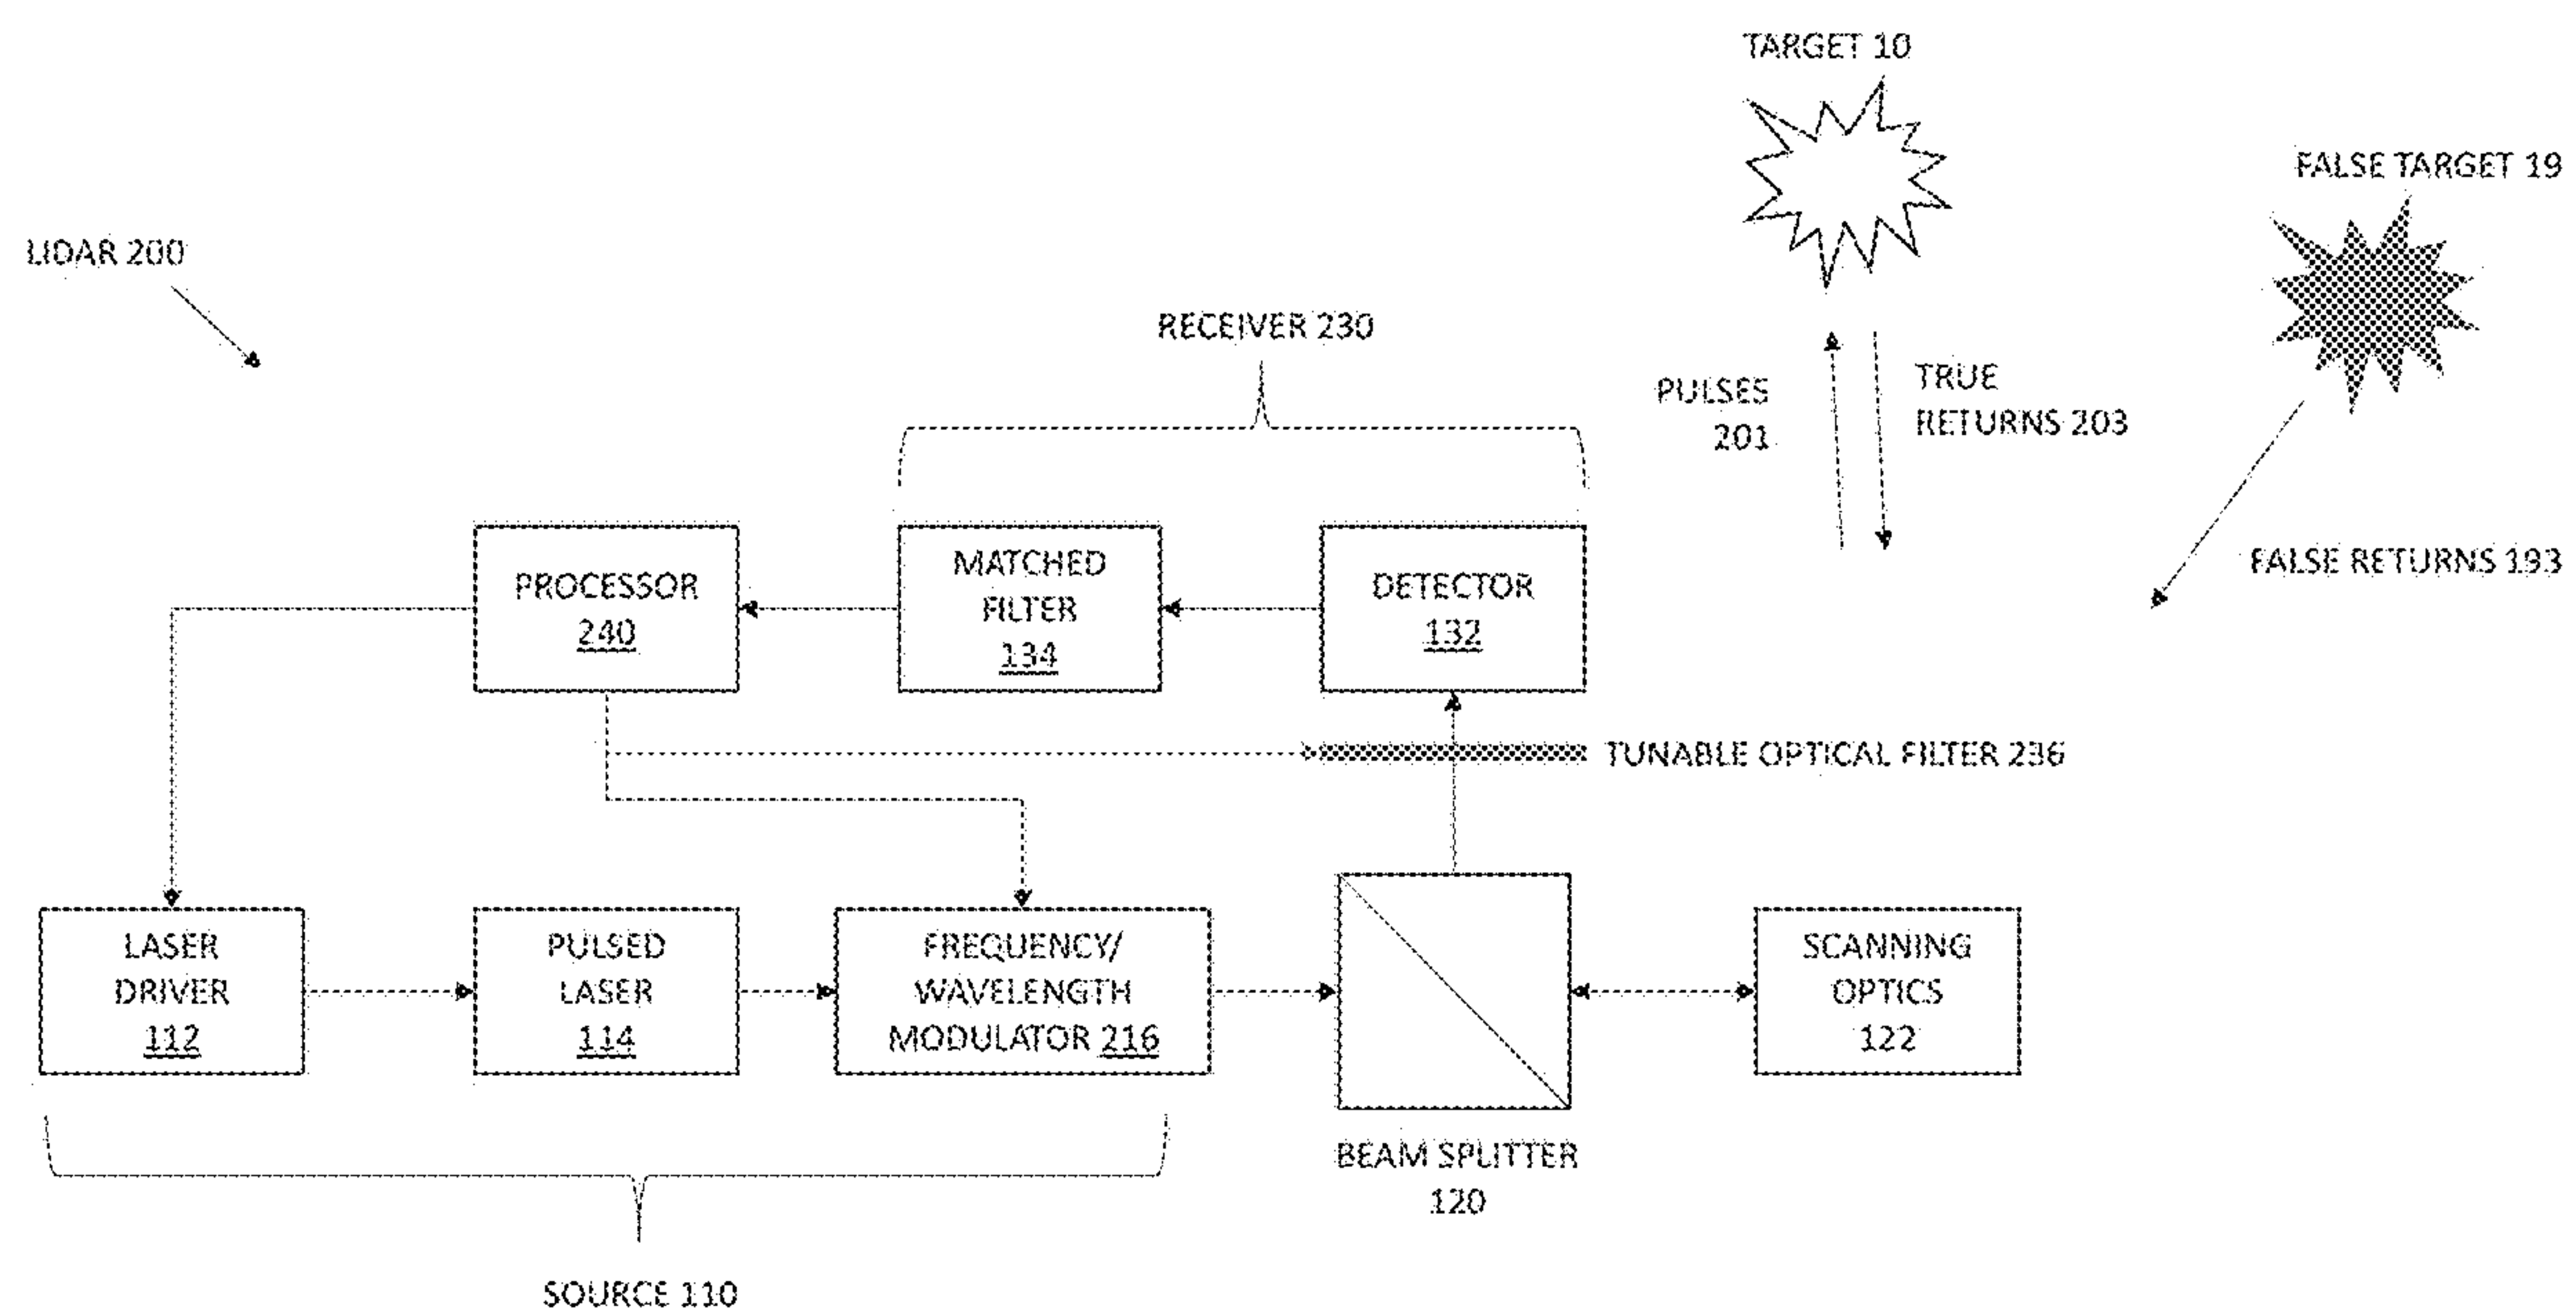 TARGET 10
FALSE TARGET 19
LIDAR 200
RECEIVER 230
PULSES
201
TRUE
RETURNS 203
FALSE RETURNS 193
PROCESSOR
240
MATCHED
FILTER
134
DETECTOR
132
TUNABLE OPTICAL FILTER 236
LASER
DRIVER
112
PULSED
LASER
114
FREQUENCY/
WAVELENGTH
MODULATOR 216
SCANNING
OPTICS
122
BEAM SPLITTER
120
SOURCE 110